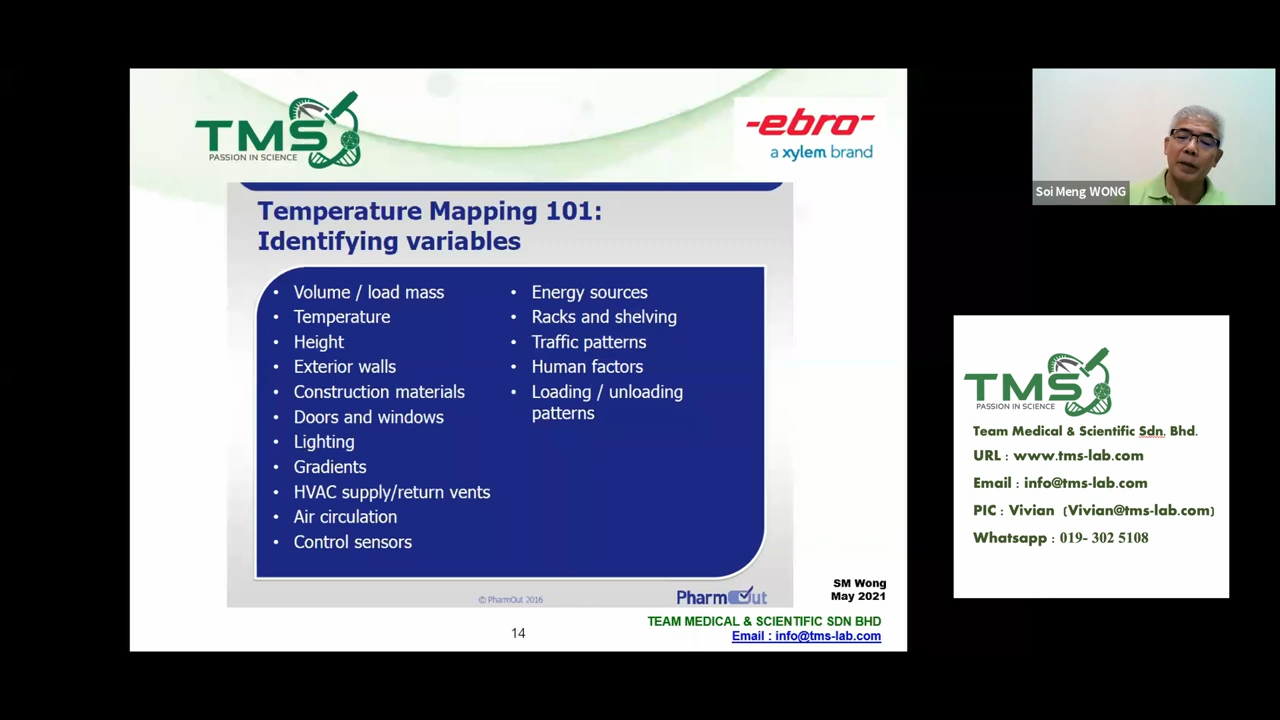 TMS
PASSION IN SCIENCE
-ebro-
a xylem brand
Temperature Mapping 101:
Identifying variables
• Volume / load mass
• Temperature
• Height
• Exterior walls
• Construction materials
• Doors and windows
• Lighting
• Gradients
• HVAC supply/return vents
• Air circulation
• Control sensors
• Energy sources
• Racks and shelving
• Traffic patterns
• Human factors
• Loading / unloading
patterns
© PharmOut 2016
PharmOut
SM Wong
May 2021
TEAM MEDICAL & SCIENTIFIC SDN BHD
Email : info@tms-lab.com
14
Soi Meng WONG
TMS
PASSION IN SCIENCE
Team Medical & Scientific Sdn. Bhd.
URL : www.tms-lab.com
Email : info@tms-lab.com
PIC : Vivian (Vivian@tms-lab.com)
Whatsapp : 019- 302 5108